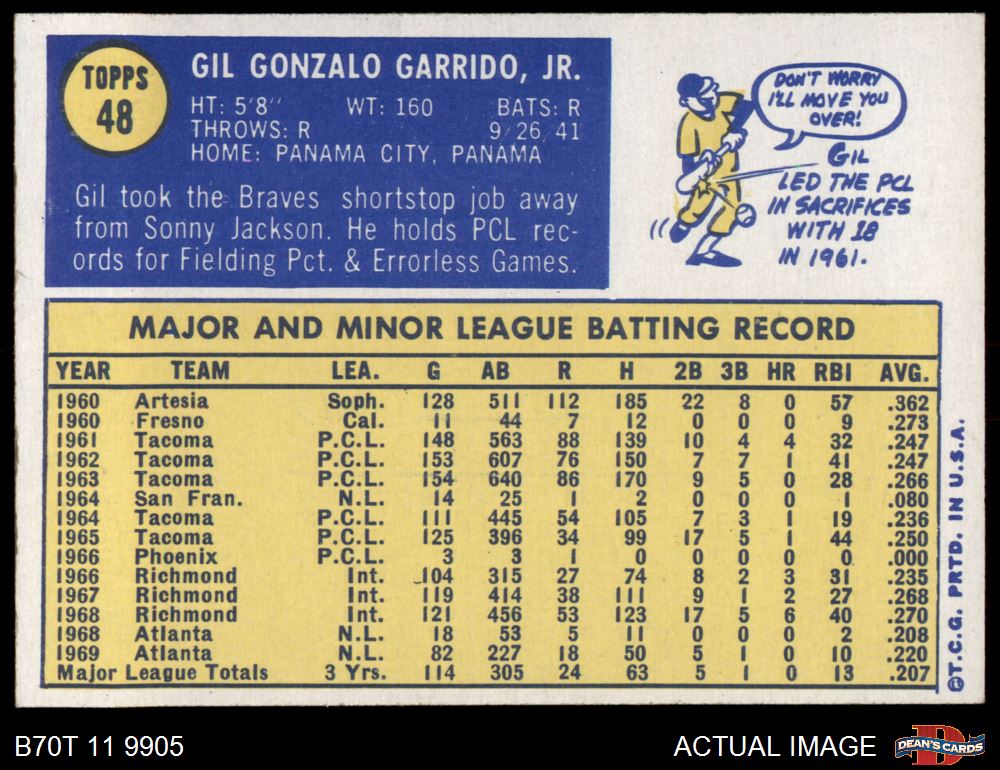 TOPPS
48
GIL GONZALO GARRIDO, JR.
HT: 5'8" WT: 160 BATS: R
THROWS: R 9/26/41
HOME: PANAMA CITY, PANAMA
Gil took the Braves shortstop job away
from Sonny Jackson. He holds PCL rec-
ords for Fielding Pct. & Errorless Games.
DON'T WORRY
I'LL MOVE YOU
OVER!
GIL
LED THE PCL
IN SACRIFICES
WITH 18
IN 1961.
MAJOR AND MINOR LEAGUE BATTING RECORD
YEAR TEAM LEA. G AB R H 2B 3B HR RBI AVG.
1960 Artesia Soph. 128 511 112 185 22 8 0 57 .362
1960 Fresno Cal. 11 44 7 12 0 0 0 9 .273
1961 Tacoma P.C.L. 148 563 88 139 10 4 4 32 .247
1962 Tacoma P.C.L. 153 607 76 150 7 7 1 41 .247
1963 Tacoma P.C.L. 154 640 86 170 9 5 0 28 .266
1964 San Fran. N.L. 14 25 1 2 0 0 0 1 .080
1964 Tacoma P.C.L. 111 445 54 105 7 3 1 19 .236
1965 Tacoma P.C.L. 125 396 34 99 17 5 1 44 .250
1966 Phoenix P.C.L. 3 3 1 0 0 0 0 0 .000
1966 Richmond Int. 104 315 27 74 8 2 3 31 .235
1967 Richmond Int. 119 414 38 111 9 1 2 27 .268
1968 Richmond Int. 121 456 53 123 17 5 6 40 .270
1968 Atlanta N.L. 18 53 5 11 0 0 0 2 .208
1969 Atlanta N.L. 82 227 18 50 5 1 0 10 .220
Major League Totals 3 Yrs. 114 305 24 63 5 1 0 13 .207
©T.C.G. PRTD. IN U.S.A.
B70T 11 9905
ACTUAL IMAGE
D
DEAN'S CARDS